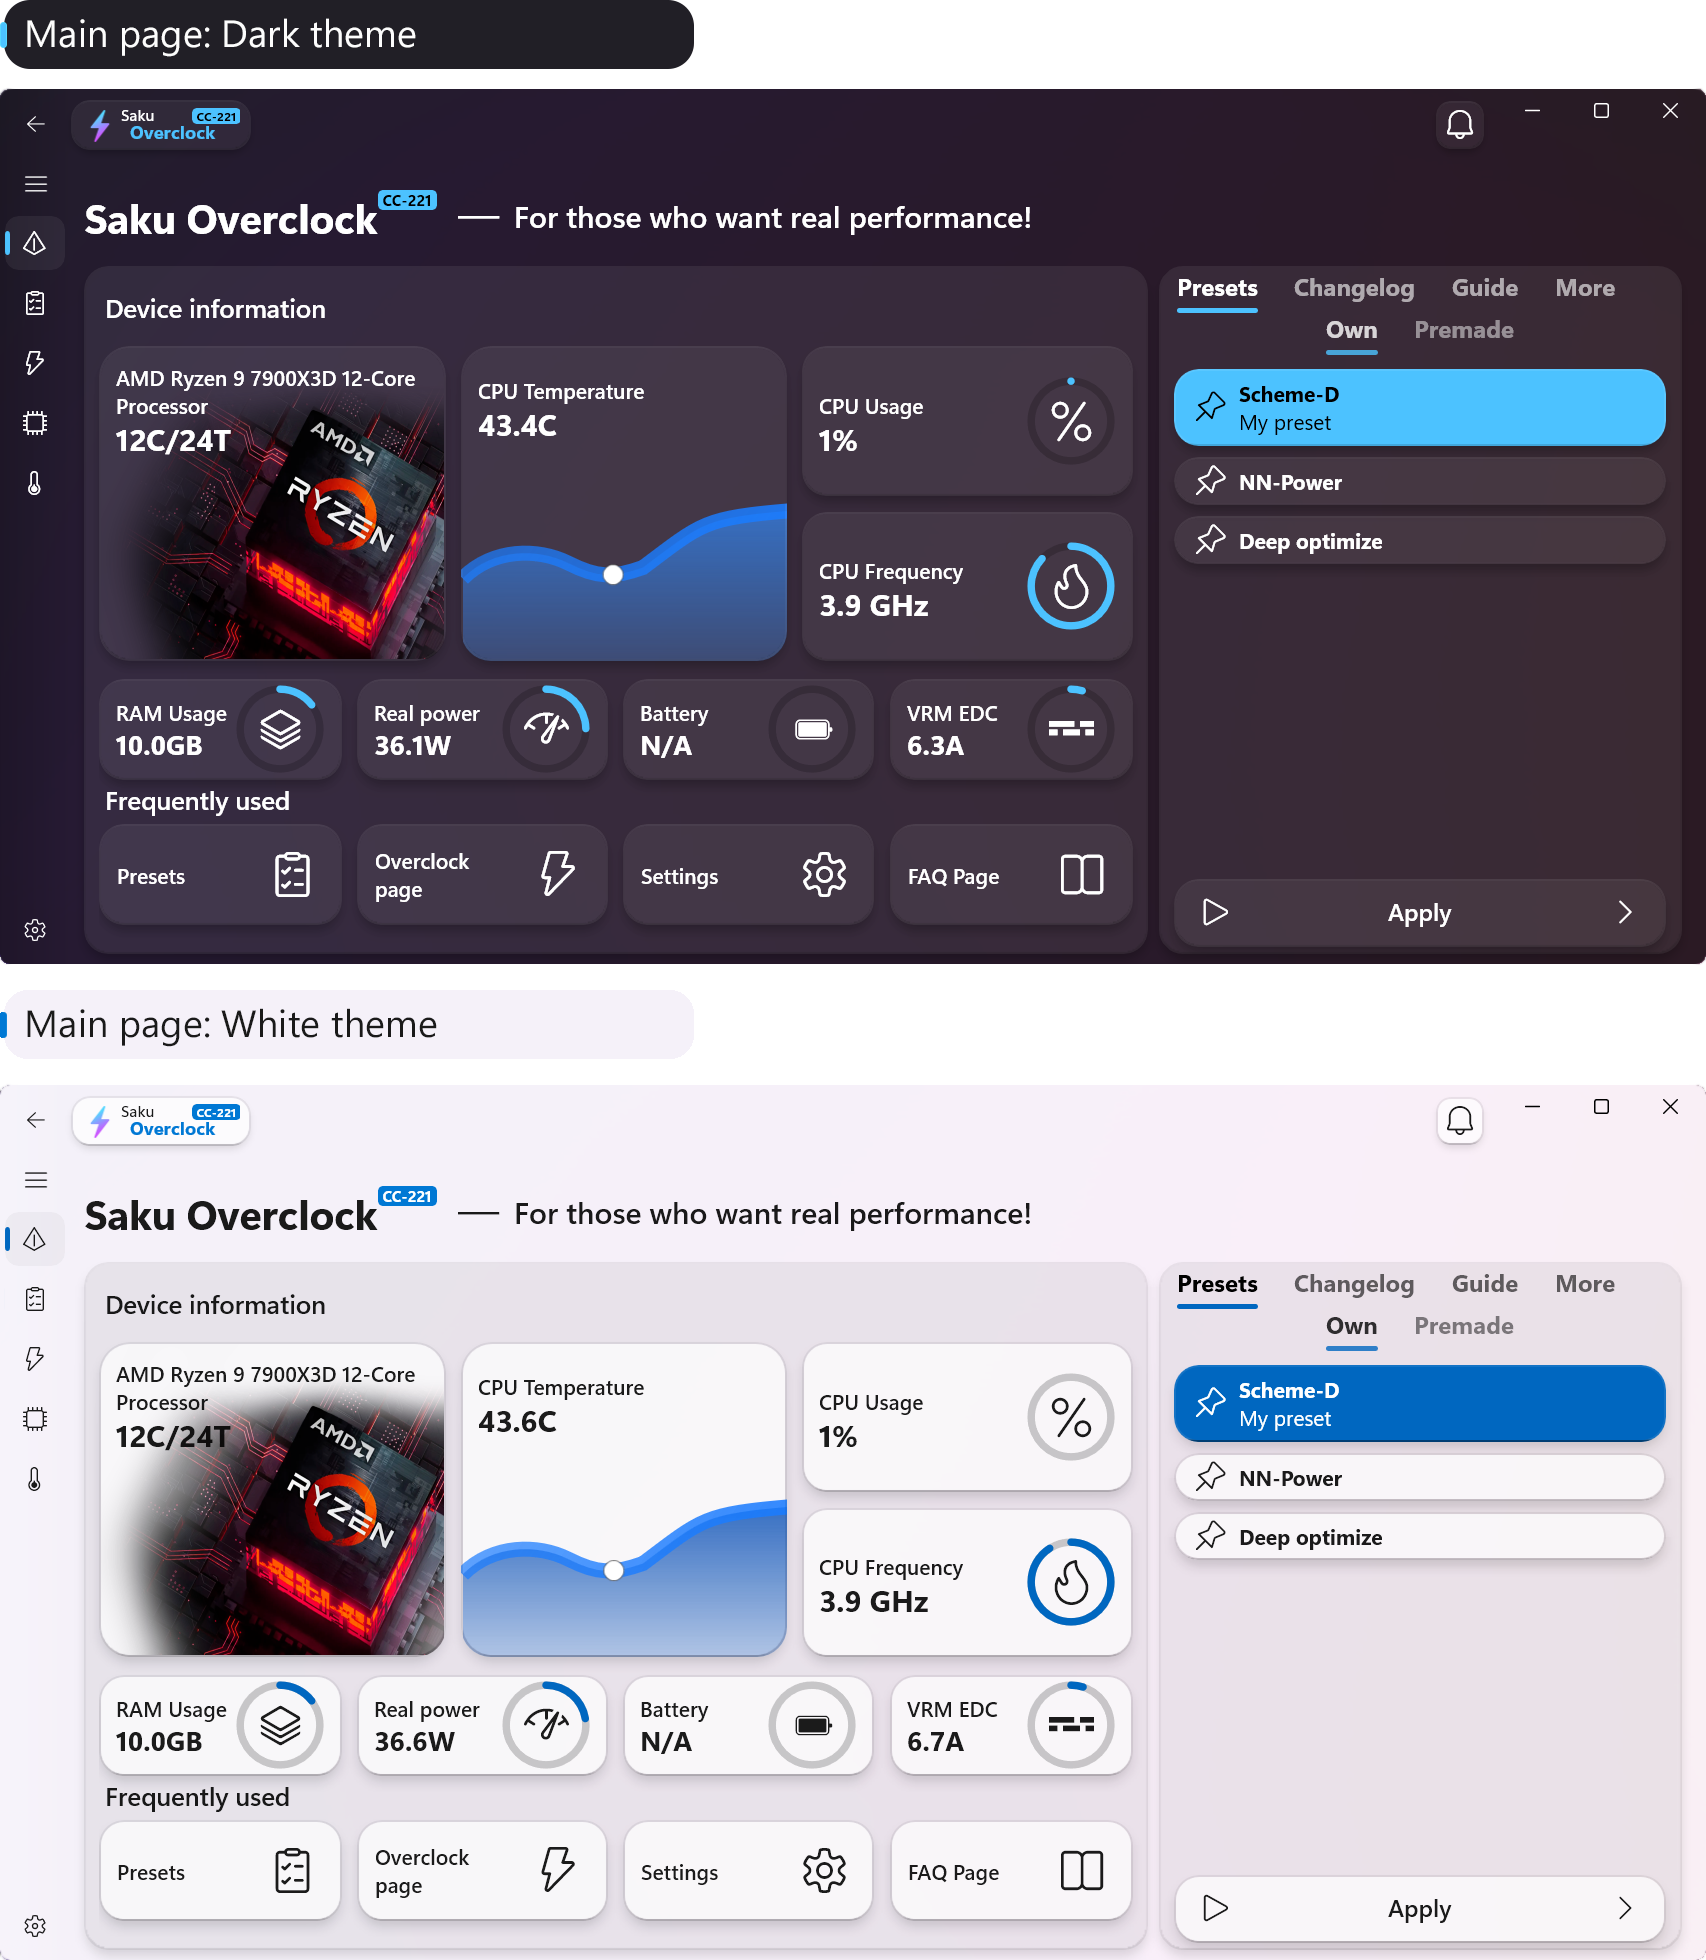 Main page: Dark theme
Saku CC-221
Overclock
Saku Overclock CC-221 — For those who want real performance!
Device information
AMD Ryzen 9 7900X3D 12-Core
Processor
12C/24T
AMD
RYZEN
CPU Temperature
43.4C
CPU Usage
1%
CPU Frequency
3.9 GHz
RAM Usage
10.0GB
Real power
36.1W
Battery
N/A
VRM EDC
6.3A
Frequently used
Presets
Overclock
page
Settings
FAQ Page
Presets Changelog Guide More
Own Premade
Scheme-D
My preset
NN-Power
Deep optimize
Apply
Main page: White theme
Saku CC-221
Overclock
Saku Overclock CC-221 — For those who want real performance!
Device information
AMD Ryzen 9 7900X3D 12-Core
Processor
12C/24T
AMD
RYZEN
CPU Temperature
43.6C
CPU Usage
1%
CPU Frequency
3.9 GHz
RAM Usage
10.0GB
Real power
36.6W
Battery
N/A
VRM EDC
6.7A
Frequently used
Presets
Overclock
page
Settings
FAQ Page
Presets Changelog Guide More
Own Premade
Scheme-D
My preset
NN-Power
Deep optimize
Apply